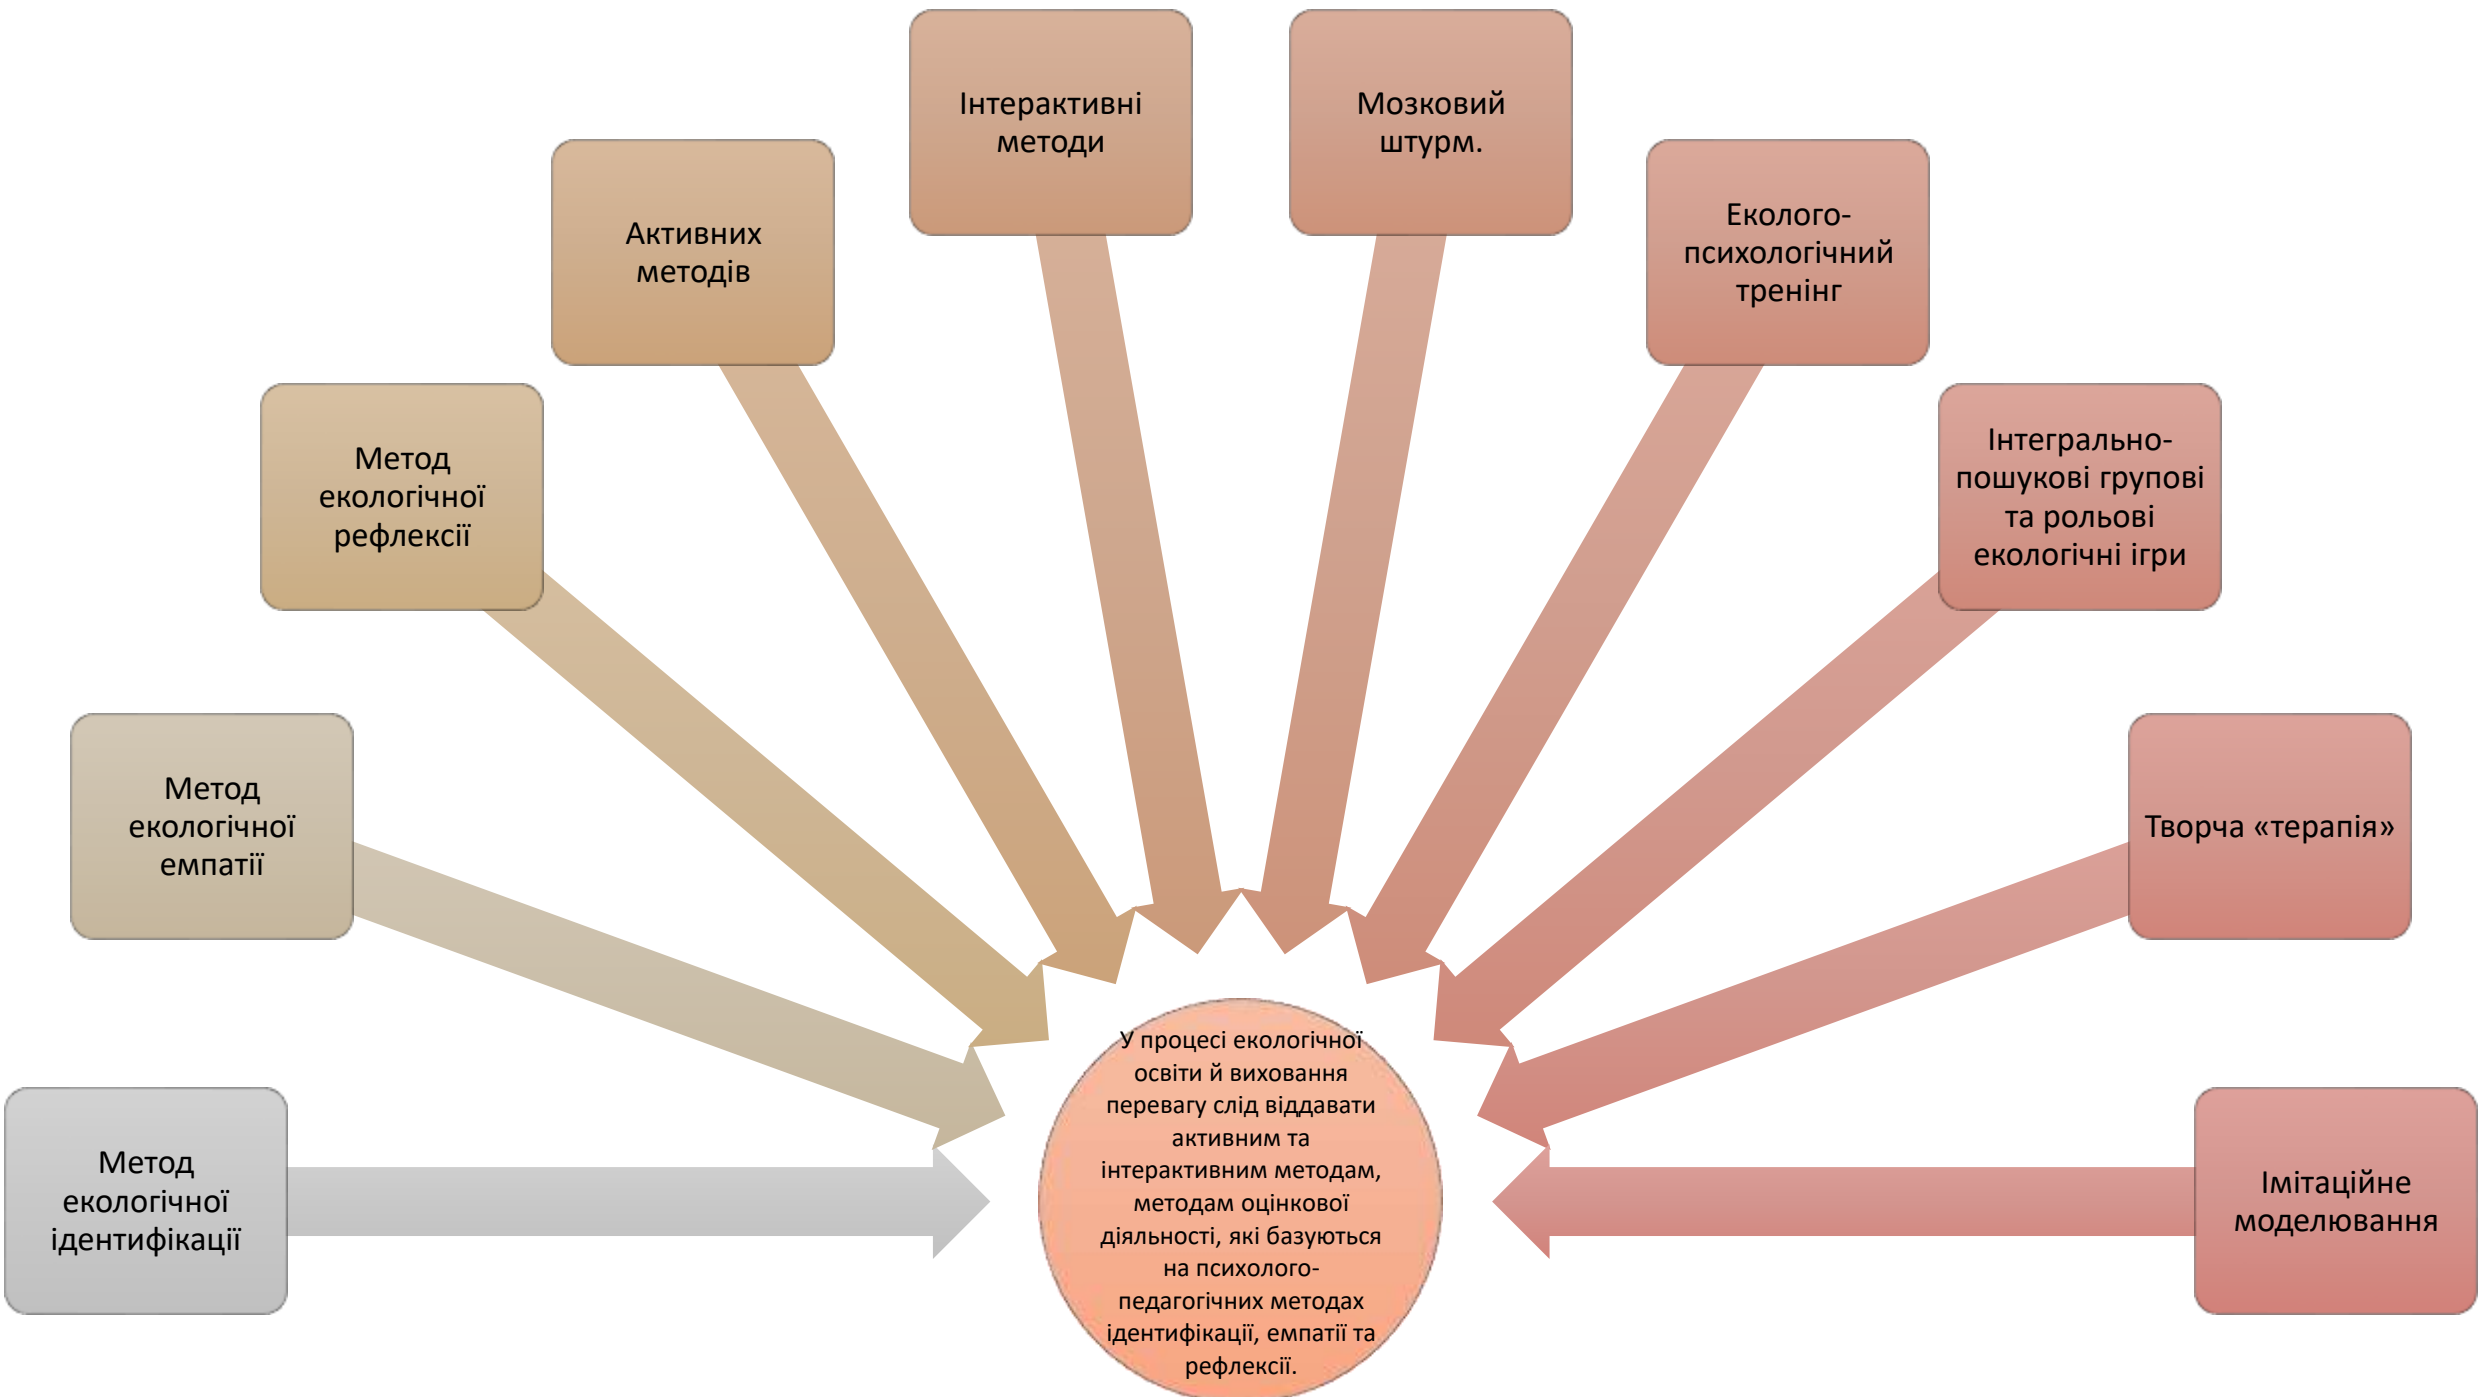 Метод
екологічної
ідентифікації
Метод
екологічної
емпатії
Метод
екологічної
рефлексії
Активних
методів
Інтерактивні
методи
Мозковий
штурм.
Еколого-
психологічний
тренінг
Інтегрально-
пошукові групові
та рольові
екологічні ігри
Творча «терапія»
Імітаційне
моделювання
У процесі екологічної
освіти й виховання
перевагу слід віддавати
активним та
інтерактивним методам,
методам оцінкової
діяльності, які базуються
на психолого-
педагогічних методах
ідентифікації, емпатії та
рефлексії.